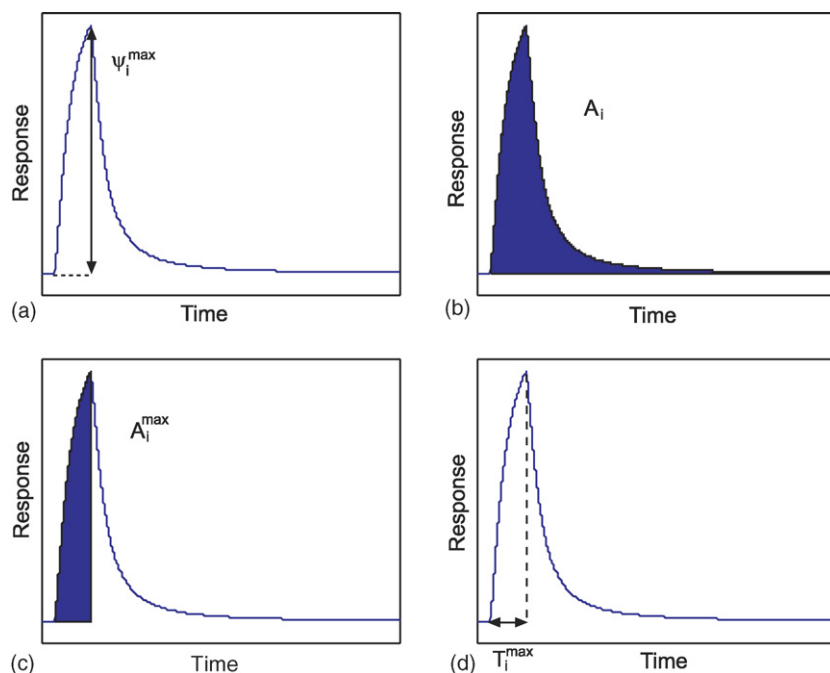 Response
ψᵢᵐᵃˣ
(a)
Time
Response
Aᵢ
(b)
Time
Response
Aᵢᵐᵃˣ
(c)
Time
Response
(d)
Tᵢᵐᵃˣ
Time